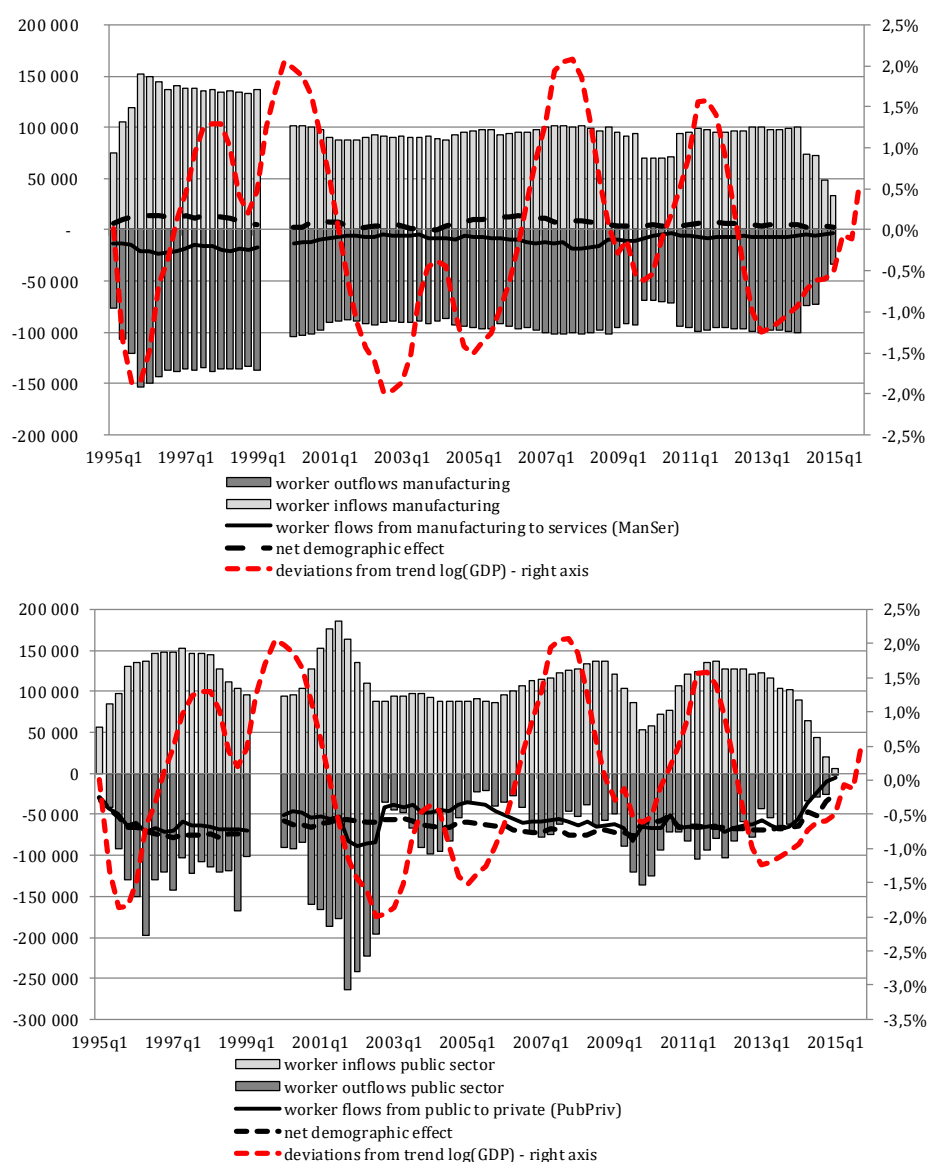 200 000 2,5%
150 000 2,0%
100 000 1,5%
50 000 1,0%
- 0,5%
-50 000 0,0%
-100 000 -0,5%
-150 000 -1,0%
-200 000 -1,5%
-2,0%
-2,5%
1995q1 1997q1 1999q1 2001q1 2003q1 2005q1 2007q1 2009q1 2011q1 2013q1 2015q1
worker outflows manufacturing
worker inflows manufacturing
worker flows from manufacturing to services (ManSer)
net demographic effect
deviations from trend log(GDP) - right axis
200 000 2,5%
150 000 2,0%
100 000 1,5%
50 000 1,0%
0 0,5%
-50 000 0,0%
-100 000 -0,5%
-150 000 -1,0%
-200 000 -1,5%
-250 000 -2,0%
-300 000 -2,5%
-3,0%
-3,5%
1995q1 1997q1 1999q1 2001q1 2003q1 2005q1 2007q1 2009q1 2011q1 2013q1 2015q1
worker inflows public sector
worker outflows public sector
worker flows from public to private (PubPriv)
net demographic effect
deviations from trend log(GDP) - right axis